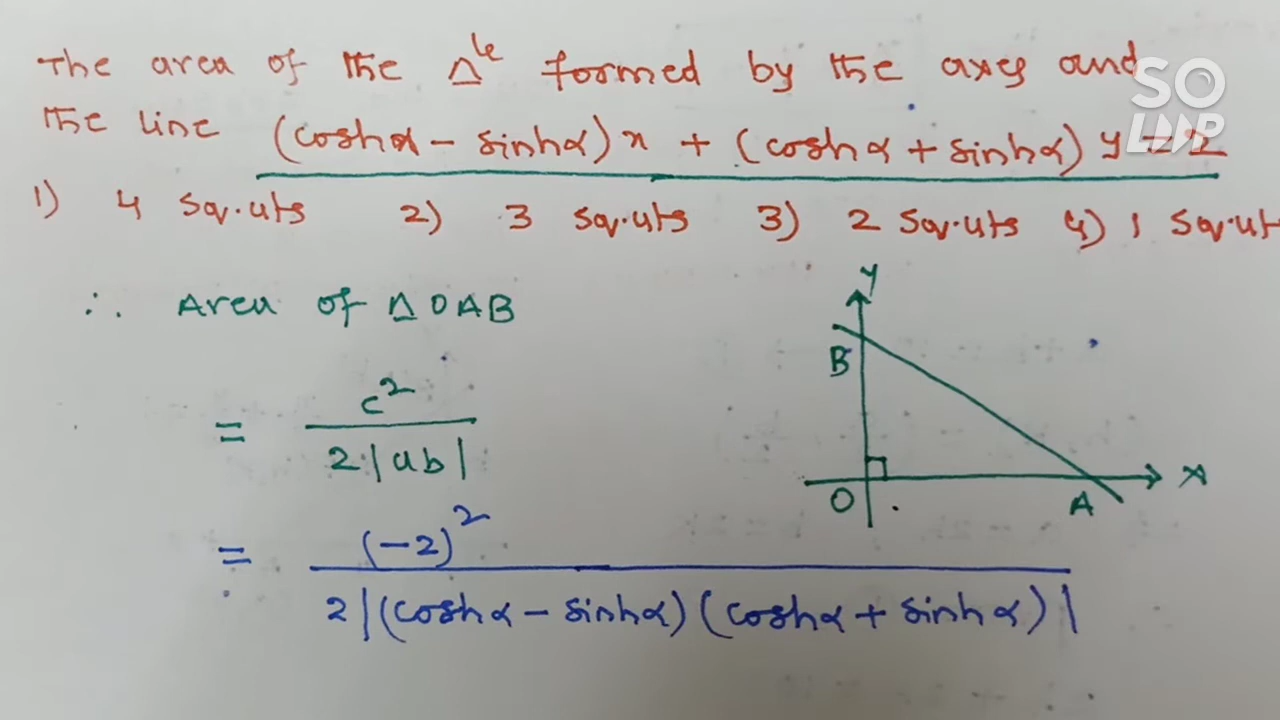 The area of the Δle formed by the axes and
the line (coshα - sinhα)x + (coshα + sinhα) y = 2
1) 4 Sq.uts 2) 3 Sq.uts 3) 2 Sq.uts 4) 1 Sq.ut
∴ Area of ΔOAB
= c² / 2|ab|
= (-2)² / 2|(coshα - sinhα)(coshα + sinhα)|
Y
B
O
A
X
SO
LMP